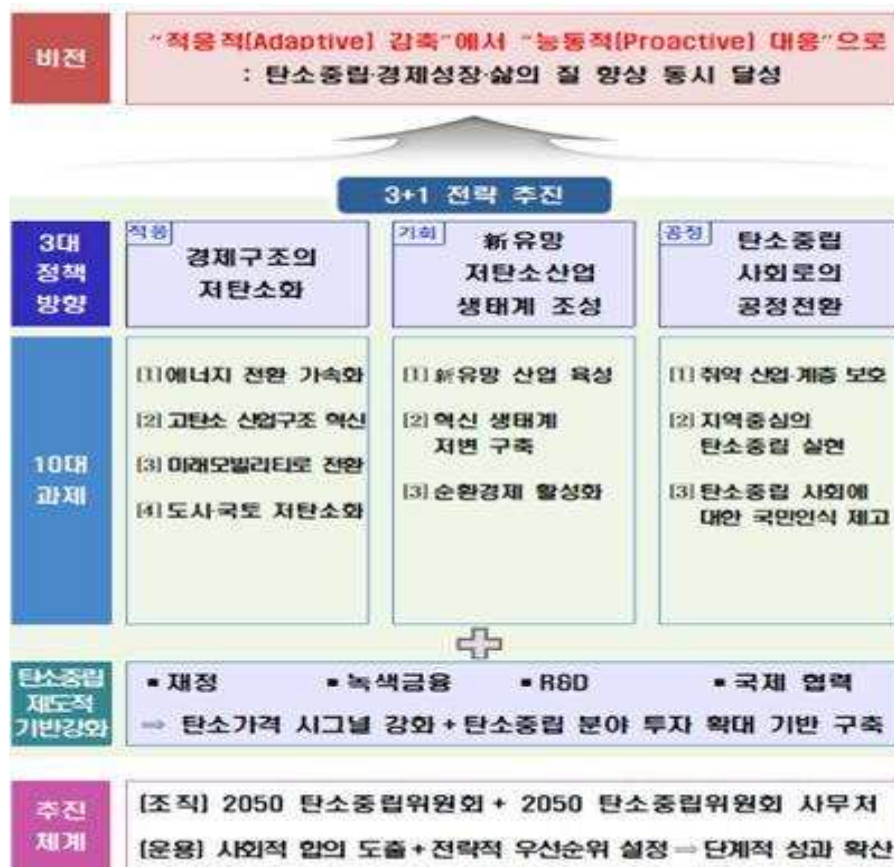 비전
“적응적(Adaptive) 감축”에서 “능동적(Proactive) 대응”으로
: 탄소중립·경제성장·삶의 질 향상 동시 달성
3+1 전략 추진
3대
정책
방향
적응
경제구조의
저탄소화
기회
新유망
저탄소산업
생태계 조성
공정
탄소중립
사회로의
공정전환
10대
과제
[1] 에너지 전환 가속화
[2] 고탄소 산업구조 혁신
[3] 미래모빌리티로 전환
[4] 도시·국토 저탄소화
[1] 新유망 산업 육성
[2] 혁신 생태계
저변 구축
[3] 순환경제 활성화
[1] 취약 산업·계층 보호
[2] 지역중심의
탄소중립 실현
[3] 탄소중립 사회에
대한 국민인식 제고
탄소중립
제도적
기반강화
▪ 재정 ▪ 녹색금융 ▪ R&D ▪ 국제 협력
⇒ 탄소가격 시그널 강화 + 탄소중립 분야 투자 확대 기반 구축
추진
체계
(조직) 2050 탄소중립위원회 + 2050 탄소중립위원회 사무처
(운용) 사회적 합의 도출 + 전략적 우선순위 설정 ⇒ 단계적 성과 확산